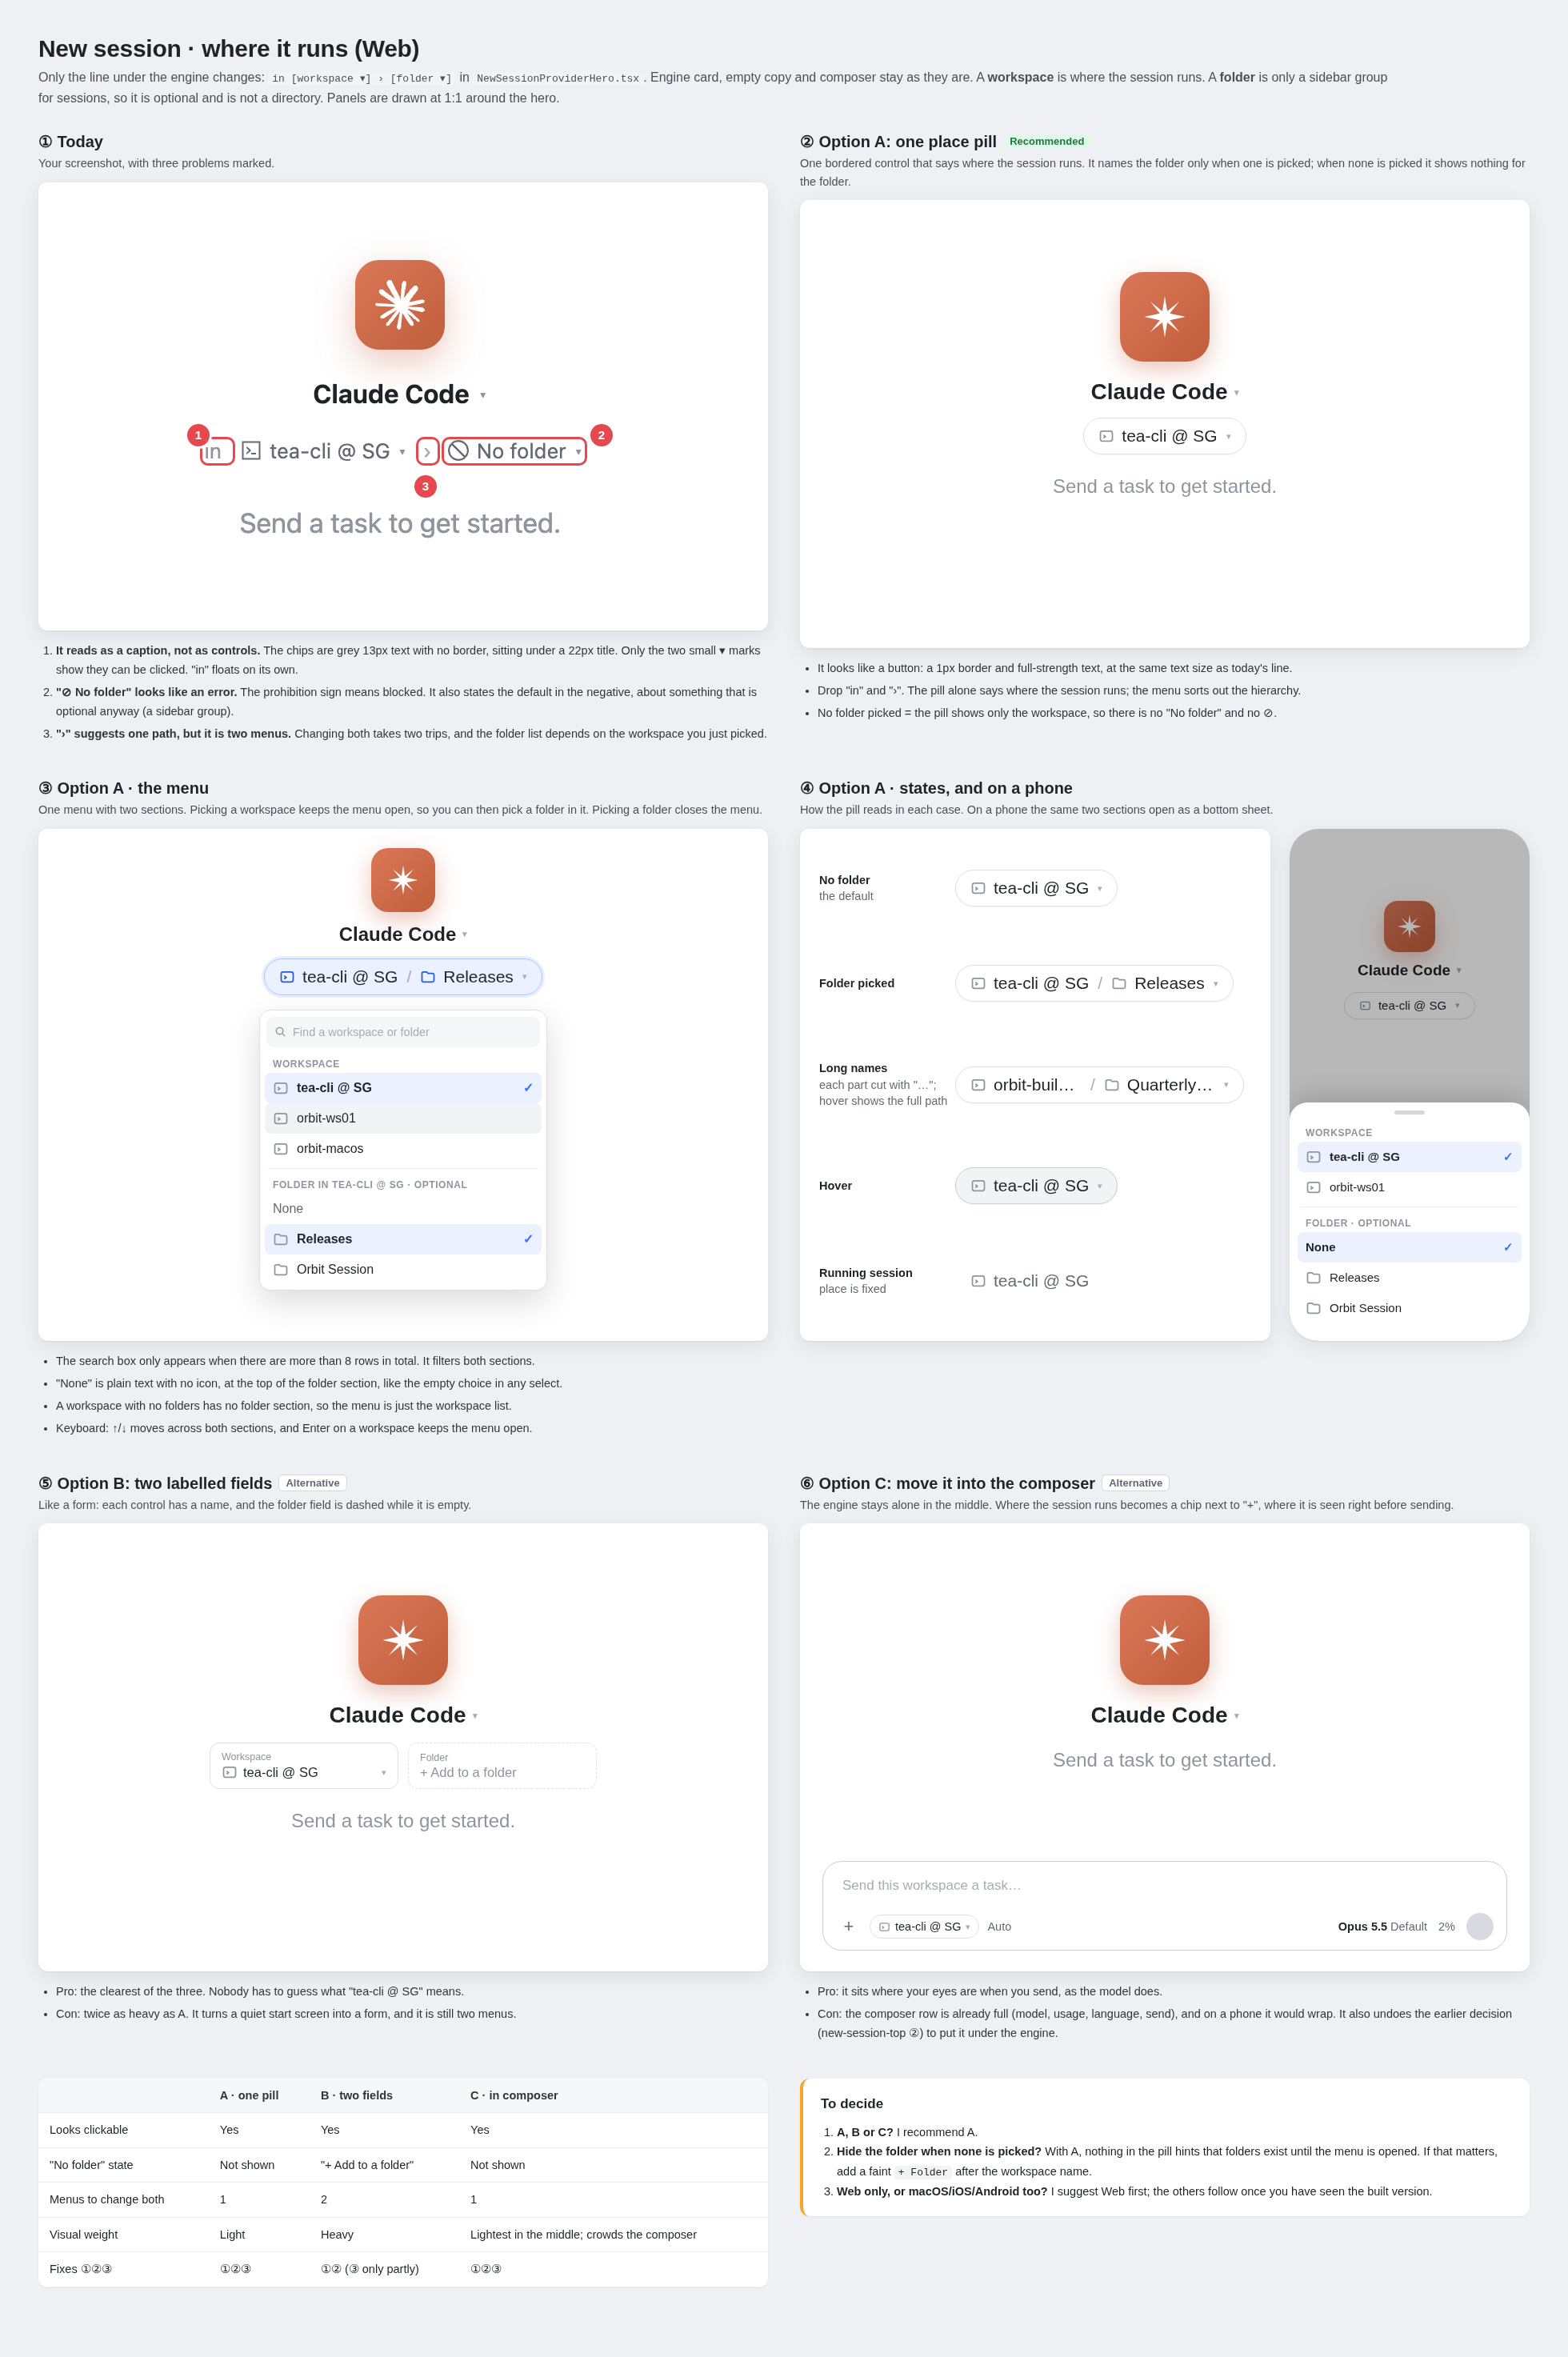 New session · where it runs (Web)
Only the line under the engine changes: in [workspace ▾] › [folder ▾] in NewSessionProviderHero.tsx . Engine card, empty copy and composer stay as they are. A workspace is where the session runs. A folder is only a sidebar group
for sessions, so it is optional and is not a directory. Panels are drawn at 1:1 around the hero.
① Today
Your screenshot, with three problems marked.
Claude Code ▾
1
in
tea-cli @ SG ▾
›
No folder ▾
2
3
Send a task to get started.
1. It reads as a caption, not as controls. The chips are grey 13px text with no border, sitting under a 22px title. Only the two small ▾ marks
show they can be clicked. "in" floats on its own.
2. "⊘ No folder" looks like an error. The prohibition sign means blocked. It also states the default in the negative, about something that is
optional anyway (a sidebar group).
3. "›" suggests one path, but it is two menus. Changing both takes two trips, and the folder list depends on the workspace you just picked.
② Option A: one place pill Recommended
One bordered control that says where the session runs. It names the folder only when one is picked; when none is picked it shows nothing for
the folder.
Claude Code ▾
tea-cli @ SG ▾
Send a task to get started.
• It looks like a button: a 1px border and full-strength text, at the same text size as today's line.
• Drop "in" and "›". The pill alone says where the session runs; the menu sorts out the hierarchy.
• No folder picked = the pill shows only the workspace, so there is no "No folder" and no ⊘.
③ Option A · the menu
One menu with two sections. Picking a workspace keeps the menu open, so you can then pick a folder in it. Picking a folder closes the menu.
Claude Code ▾
tea-cli @ SG / Releases ▾
Find a workspace or folder
WORKSPACE
tea-cli @ SG ✓
orbit-ws01
orbit-macos
FOLDER IN TEA-CLI @ SG · OPTIONAL
None
Releases ✓
Orbit Session
• The search box only appears when there are more than 8 rows in total. It filters both sections.
• "None" is plain text with no icon, at the top of the folder section, like the empty choice in any select.
• A workspace with no folders has no folder section, so the menu is just the workspace list.
• Keyboard: ↑/↓ moves across both sections, and Enter on a workspace keeps the menu open.
④ Option A · states, and on a phone
How the pill reads in each case. On a phone the same two sections open as a bottom sheet.
No folder
the default
tea-cli @ SG ▾
Folder picked
tea-cli @ SG / Releases ▾
Long names
each part cut with "…";
hover shows the full path
orbit-buil… / Quarterly… ▾
Hover
tea-cli @ SG ▾
Running session
place is fixed
tea-cli @ SG
Claude Code ▾
tea-cli @ SG ▾
WORKSPACE
tea-cli @ SG ✓
orbit-ws01
FOLDER · OPTIONAL
None ✓
Releases
Orbit Session
⑤ Option B: two labelled fields Alternative
Like a form: each control has a name, and the folder field is dashed while it is empty.
Claude Code ▾
Workspace
tea-cli @ SG ▾
Folder
+ Add to a folder
Send a task to get started.
• Pro: the clearest of the three. Nobody has to guess what "tea-cli @ SG" means.
• Con: twice as heavy as A. It turns a quiet start screen into a form, and it is still two menus.
⑥ Option C: move it into the composer Alternative
The engine stays alone in the middle. Where the session runs becomes a chip next to "+", where it is seen right before sending.
Claude Code ▾
Send a task to get started.
Send this workspace a task…
+ tea-cli @ SG ▾ Auto Opus 5.5 Default 2%
• Pro: it sits where your eyes are when you send, as the model does.
• Con: the composer row is already full (model, usage, language, send), and on a phone it would wrap. It also undoes the earlier decision
(new-session-top ②) to put it under the engine.
A · one pill B · two fields C · in composer
Looks clickable Yes Yes Yes
"No folder" state Not shown "+ Add to a folder" Not shown
Menus to change both 1 2 1
Visual weight Light Heavy Lightest in the middle; crowds the composer
Fixes ①②③ ①②③ ①② (③ only partly) ①②③
To decide
1. A, B or C? I recommend A.
2. Hide the folder when none is picked? With A, nothing in the pill hints that folders exist until the menu is opened. If that matters,
add a faint + Folder after the workspace name.
3. Web only, or macOS/iOS/Android too? I suggest Web first; the others follow once you have seen the built version.